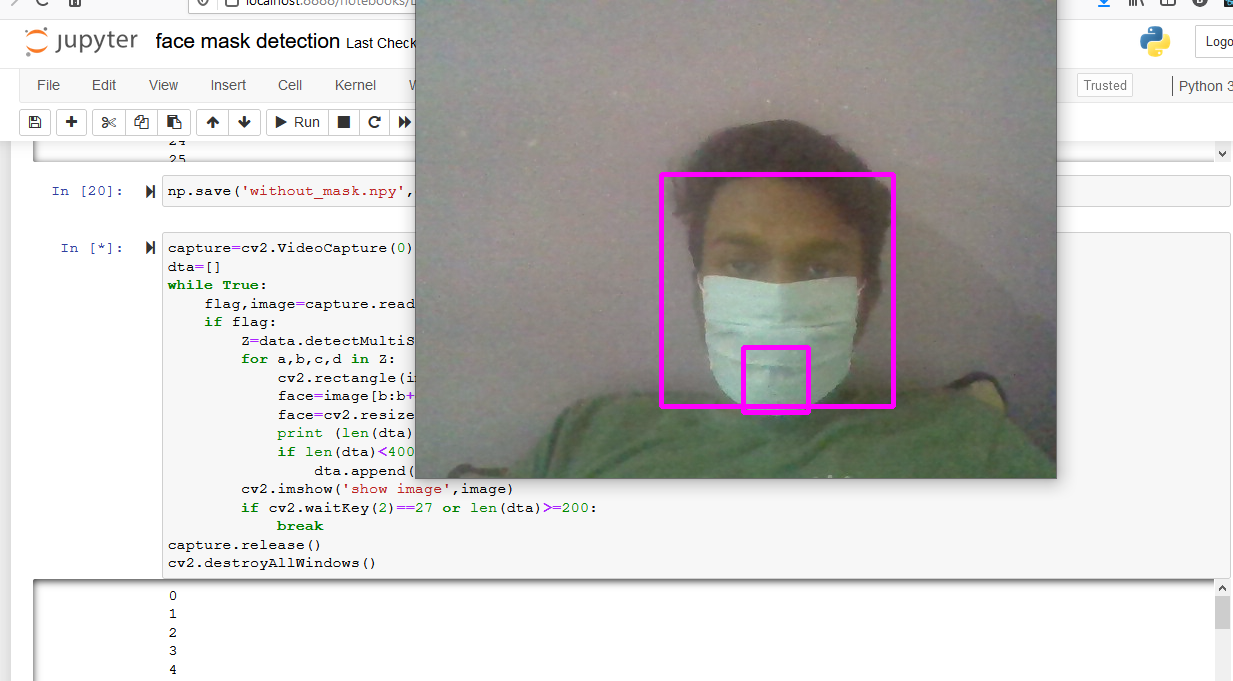 localhost:8888/notebooks/
jupyter face mask detection Last Check
Logo
File Edit View Insert Cell Kernel
Trusted Python 3
Run
24
25
In [20]: np.save('without_mask.npy',
In [*]: capture=cv2.VideoCapture(0)
dta=[]
while True:
flag,image=capture.read
if flag:
Z=data.detectMultiS
for a,b,c,d in Z:
cv2.rectangle(i
face=image[b:b+
face=cv2.resize
print (len(dta)
if len(dta)<400
dta.append(
cv2.imshow('show image',image)
if cv2.waitKey(2)==27 or len(dta)>=200:
break
capture.release()
cv2.destroyAllWindows()
0
1
2
3
4